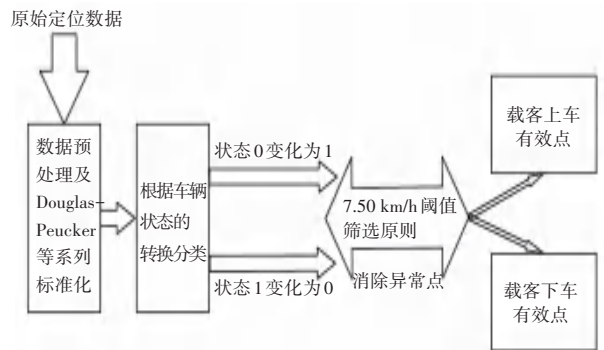 原始定位数据
数据预
处理及
Douglas-
Peucker
等系列
标准化
根据车辆
状态的
转换分类
状态0变化为1
状态1变化为0
7.50 km/h 阈值
筛选原则
消除异常点
载客上车
有效点
载客下车
有效点